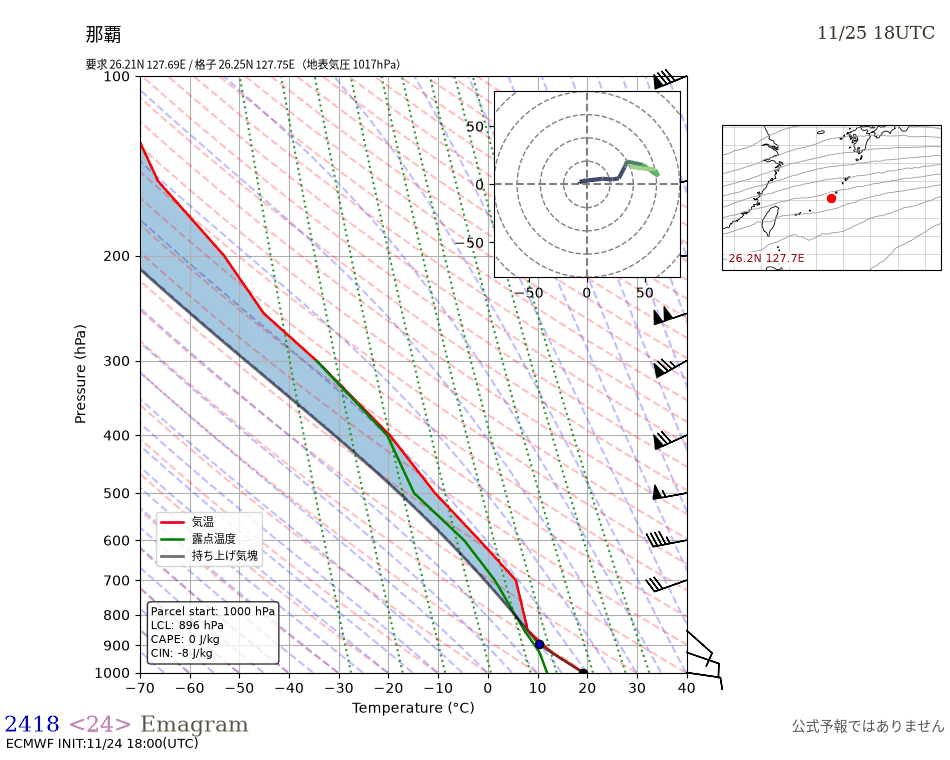 那覇
11/25 18UTC
要求 26.21N 127.69E / 格子 26.25N 127.75E（地表気圧 1017hPa）
100
200
300
400
500
600
700
800
900
1000
Pressure (hPa)
50
0
−50
−50 0 50
26.2N 127.7E
気温
露点温度
持ち上げ気塊
Parcel start: 1000 hPa
LCL: 896 hPa
CAPE: 0 J/kg
CIN: -8 J/kg
−70 −60 −50 −40 −30 −20 −10 0 10 20 30 40
Temperature (°C)
2418 <24> Emagram
公式予報ではありません
ECMWF INIT:11/24 18:00(UTC)